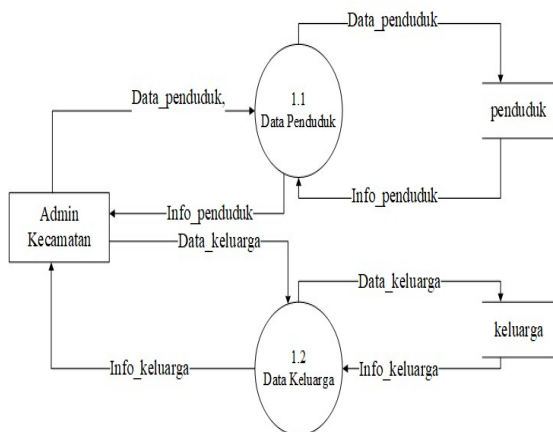 Data_penduduk
Data_penduduk,
1.1
Data Penduduk
penduduk
Info_penduduk
Info_penduduk
Admin
Kecamatan
Data_keluarga
Data_keluarga
keluarga
1.2
Data Keluarga
Info_keluarga
Info_keluarga